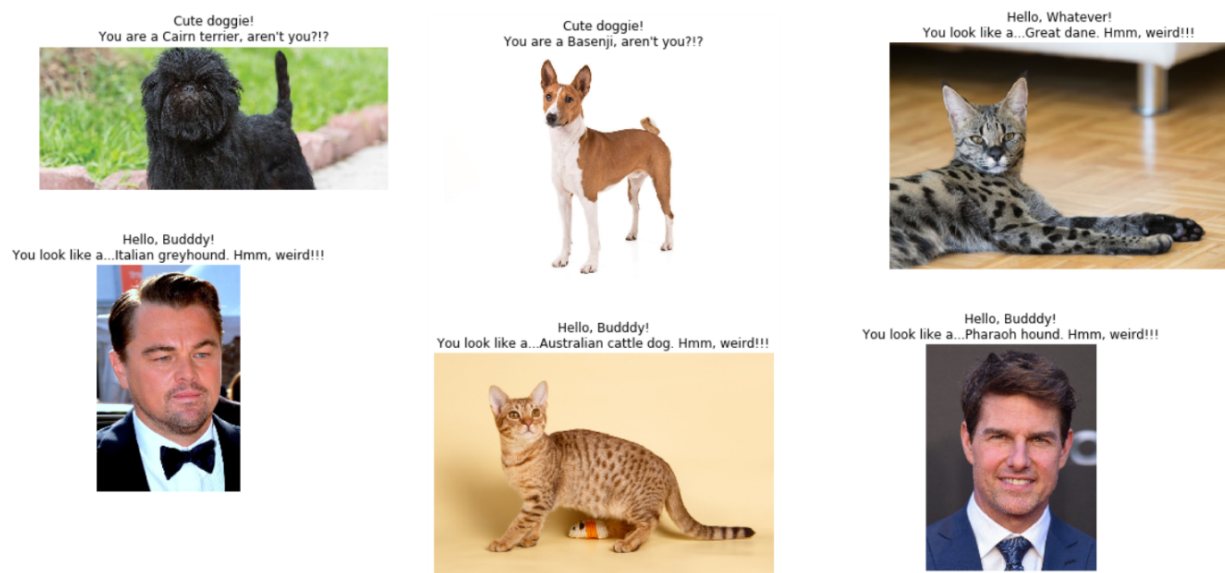 Cute doggie!
You are a Cairn terrier, aren't you?!?
Cute doggie!
You are a Basenji, aren't you?!?
Hello, Whatever!
You look like a...Great dane. Hmm, weird!!!
Hello, Budddy!
You look like a...Italian greyhound. Hmm, weird!!!
Hello, Budddy!
You look like a...Australian cattle dog. Hmm, weird!!!
Hello, Budddy!
You look like a...Pharaoh hound. Hmm, weird!!!